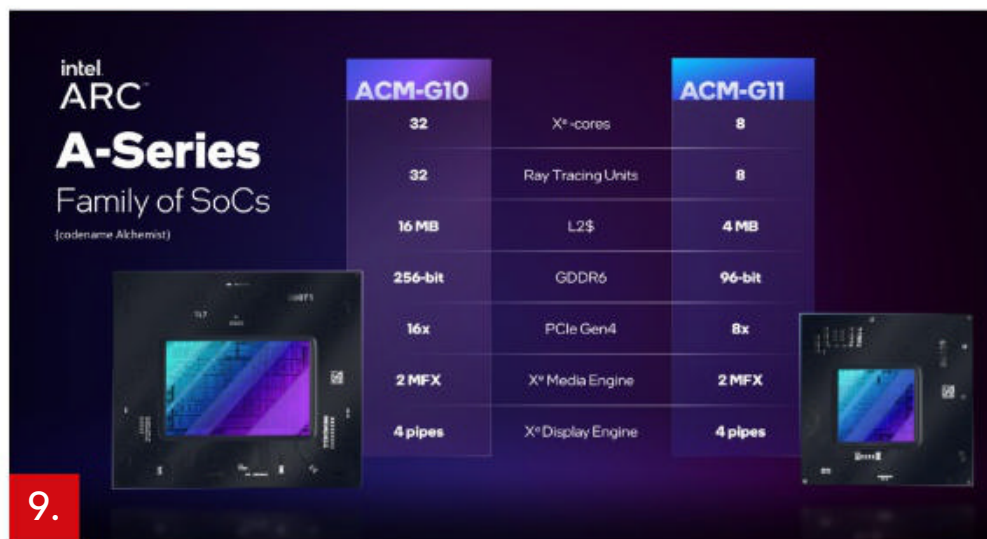 intel
ARC™
A-Series
Family of SoCs
(codename Alchemist)
ACM-G10 ACM-G11
32 Xe-cores 8
32 Ray Tracing Units 8
16 MB L2$ 4 MB
256-bit GDDR6 96-bit
16x PCIe Gen4 8x
2 MFX Xe Media Engine 2 MFX
4 pipes Xe Display Engine 4 pipes
9.